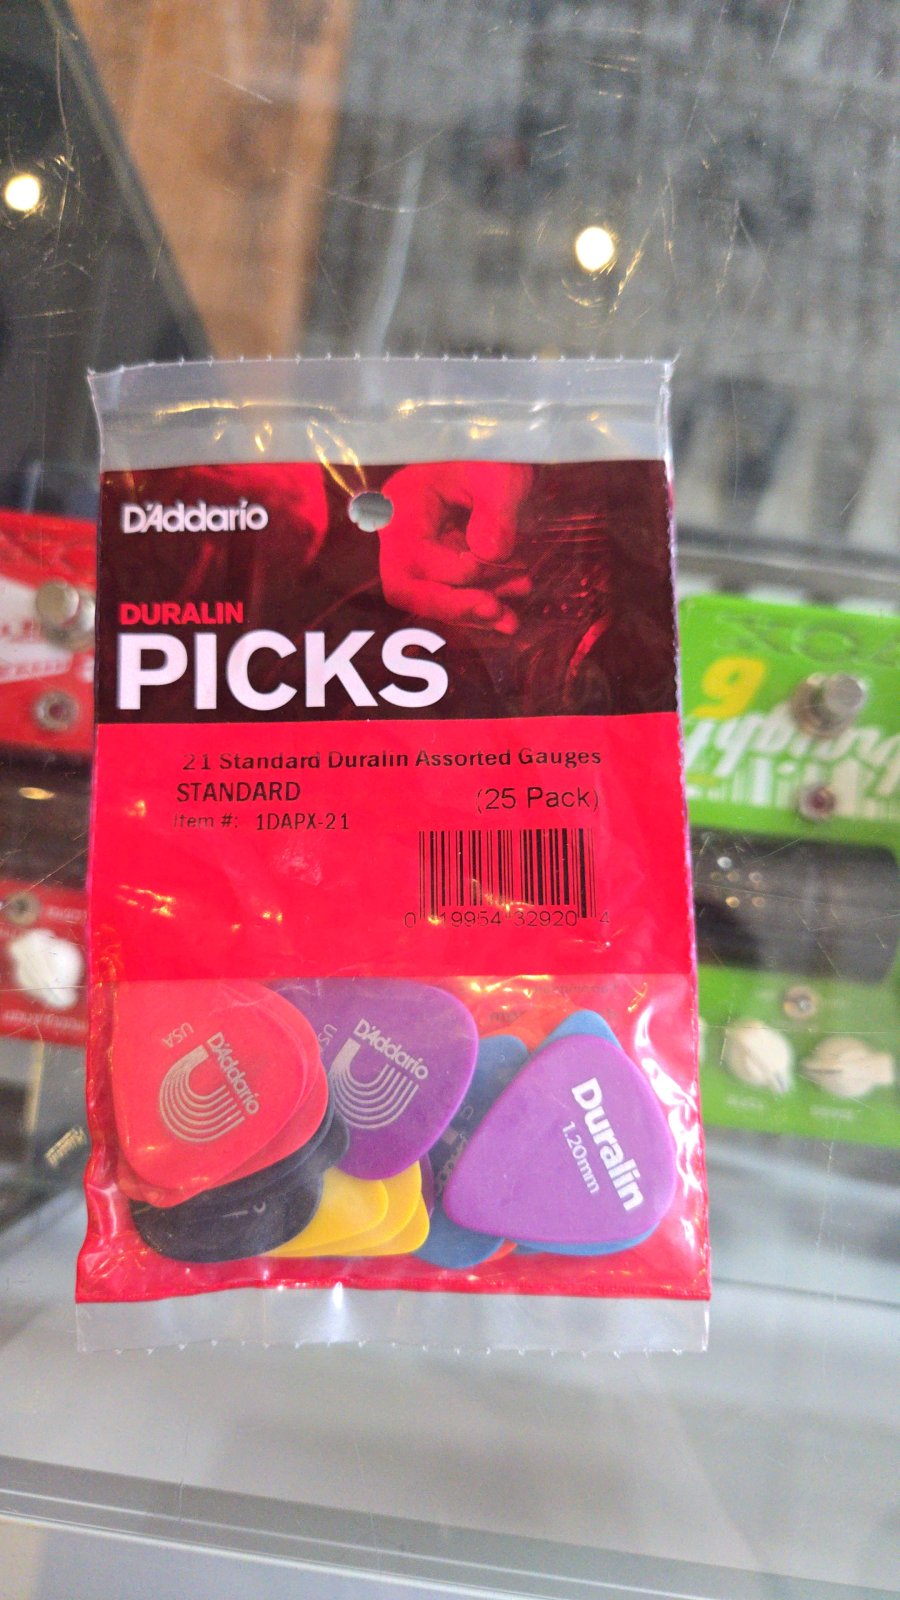 D'Addario
DURALIN
PICKS
21 Standard Duralin Assorted Gauges
STANDARD
(25 Pack)
Item #: 1DAPX-21
0 19954 32920 4
USA
D'Addario
USA
D'Addario
Duralin
1.20mm